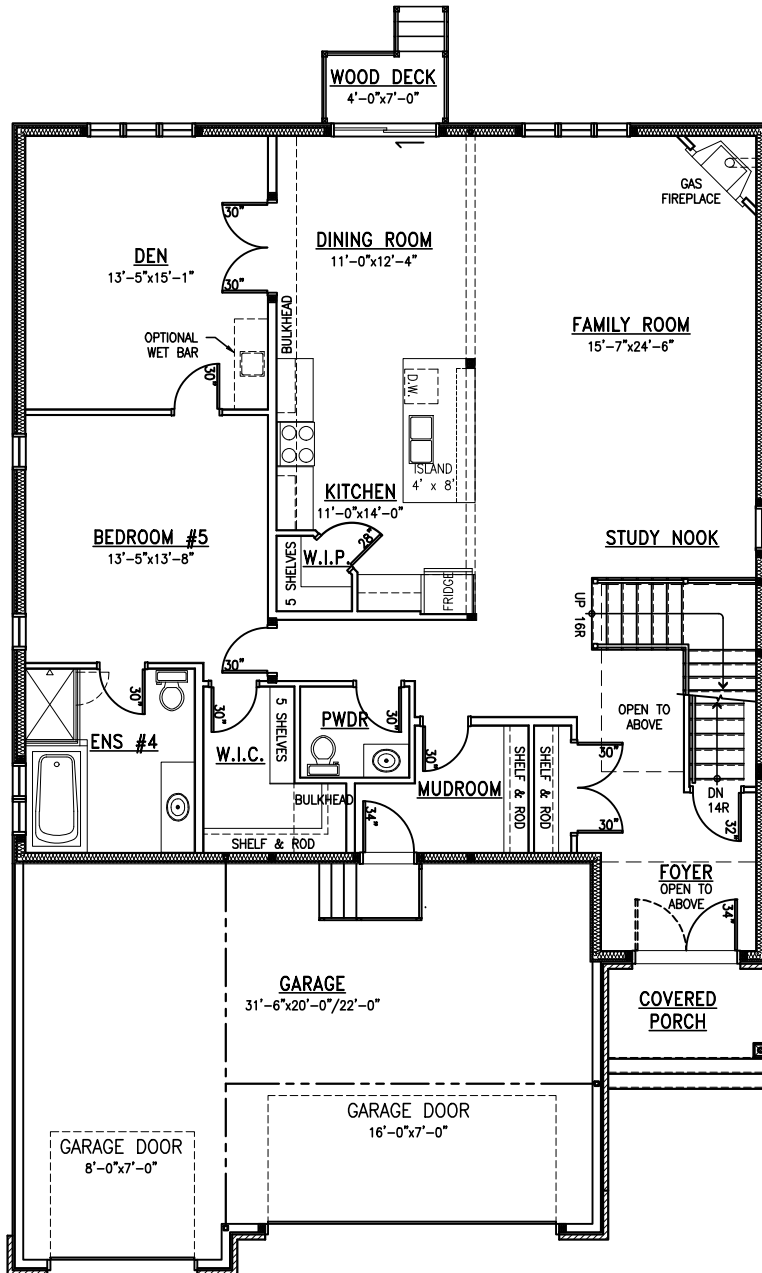 WOOD DECK
4'-0"x7'-0"
GAS
FIREPLACE
30"
DEN
13'-5"x15'-1"
30"
DINING ROOM
11'-0"x12'-4"
BULKHEAD
FAMILY ROOM
15'-7"x24'-6"
OPTIONAL
WET BAR
30"
D.W.
ISLAND
4' x 8'
KITCHEN
11'-0"x14'-0"
BEDROOM #5
13'-5"x13'-8"
28"
W.I.P.
5 SHELVES
FRIDGE
STUDY NOOK
UP
16R
30"
30"
ENS #4
30"
W.I.C.
5 SHELVES
PWDR
30"
OPEN TO
ABOVE
30"
MUDROOM
SHELF & ROD
SHELF & ROD
30"
30"
DN
14R
32"
BULKHEAD
SHELF & ROD
34"
FOYER
OPEN TO
ABOVE
34"
GARAGE
31'-6"x20'-0"/22'-0"
COVERED
PORCH
GARAGE DOOR
16'-0"x7'-0"
GARAGE DOOR
8'-0"x7'-0"